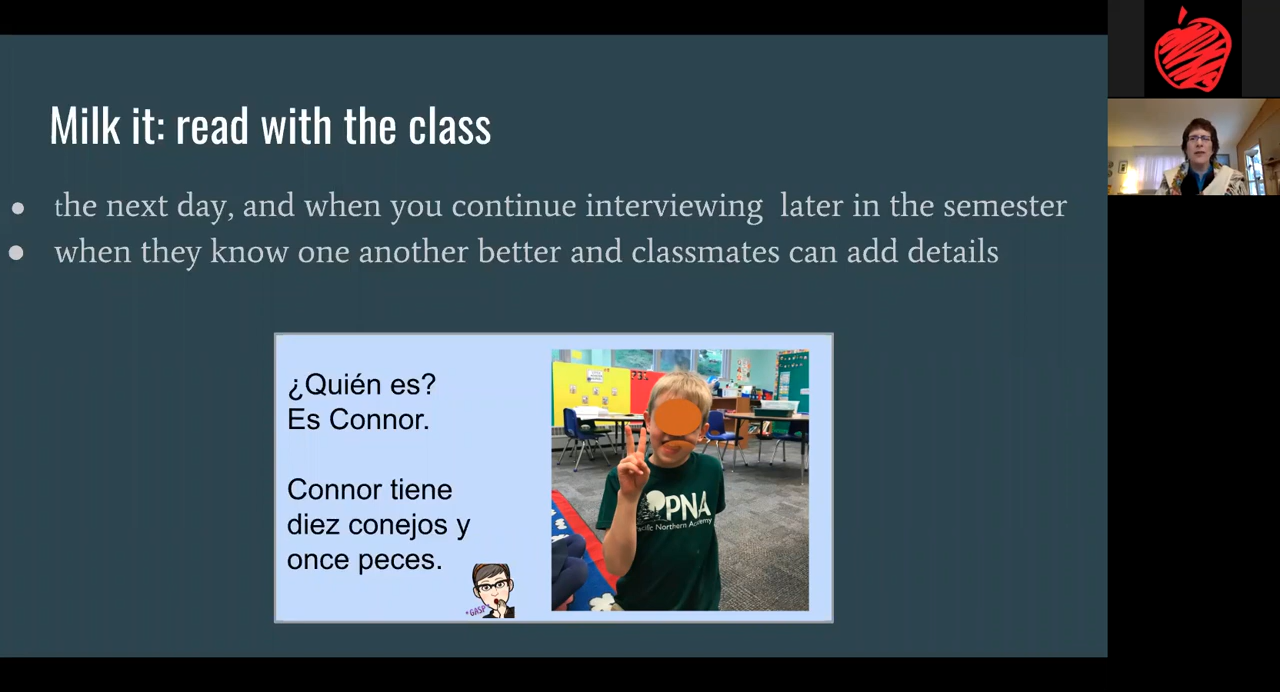 Milk it: read with the class
● the next day, and when you continue interviewing later in the semester
● when they know one another better and classmates can add details
¿Quién es?
Es Connor.
Connor tiene
diez conejos y
once peces.
*GASP*
PNA
Pacific Northern Academy